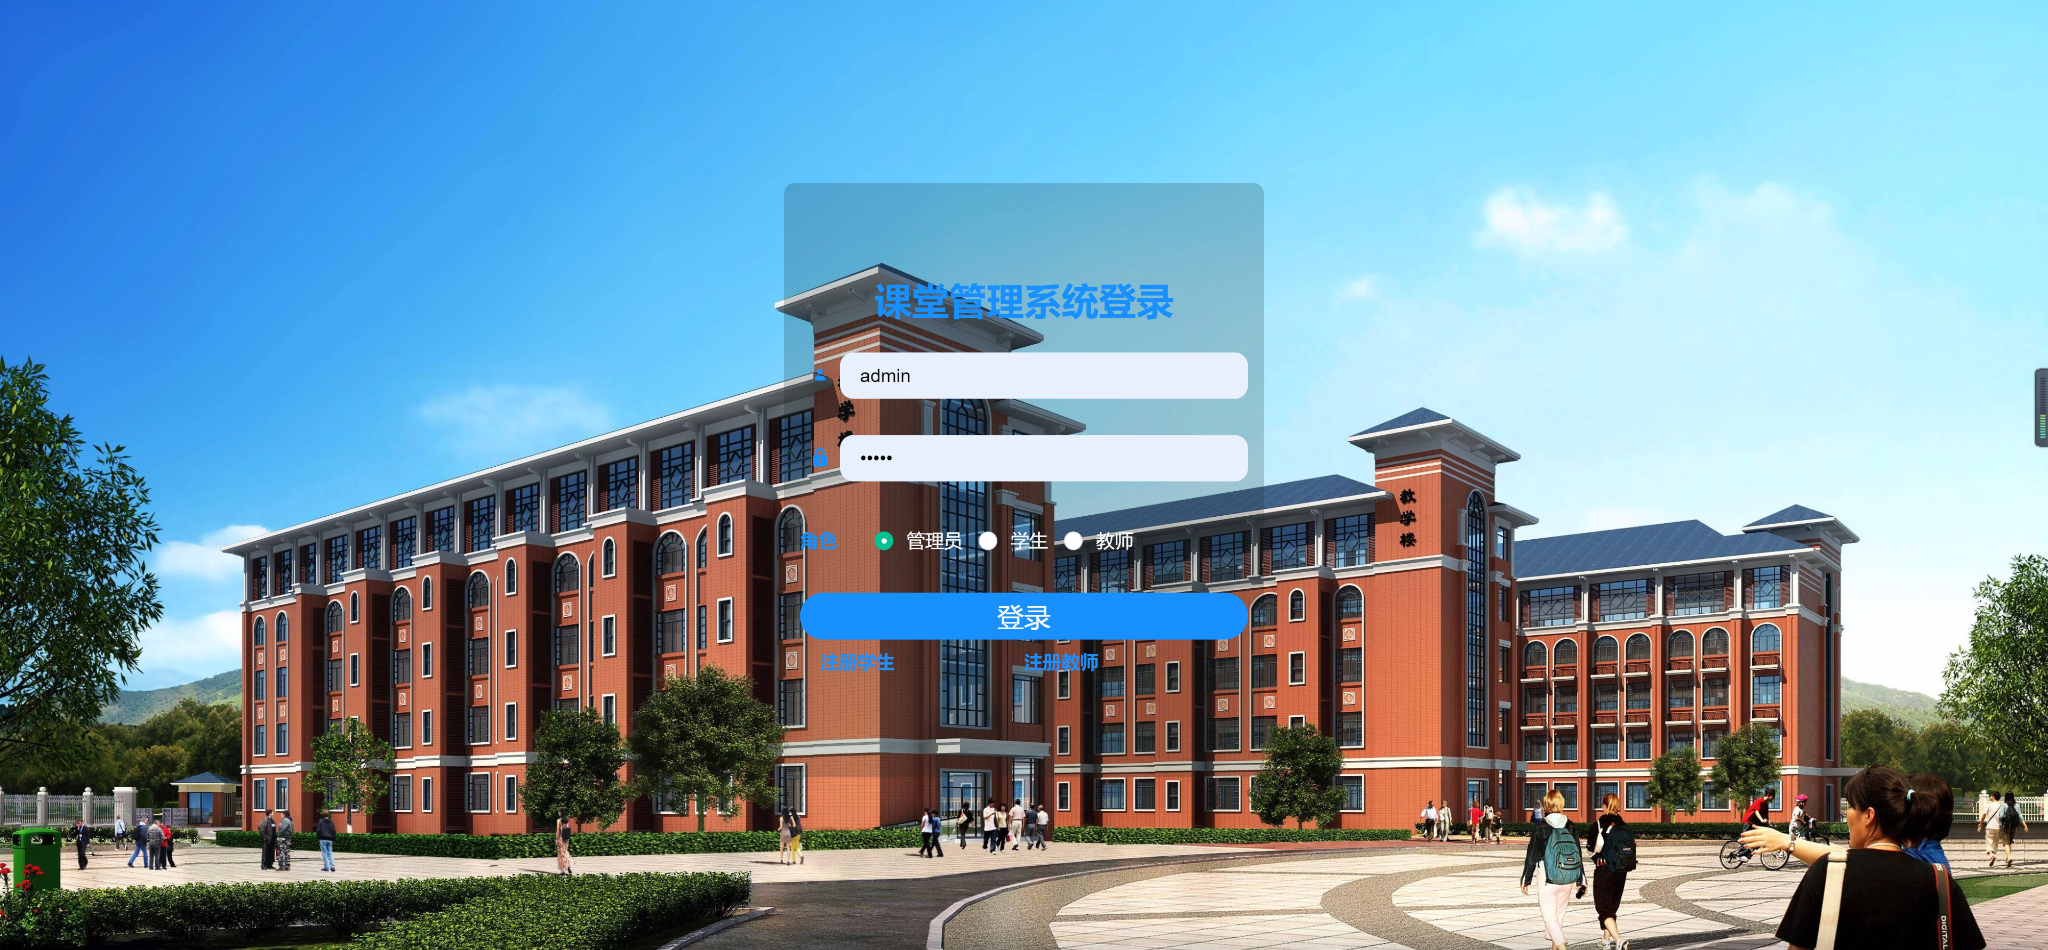 课堂管理系统登录
admin
•••••
角色 管理员 学生 教师
登录
注册学生 注册教师
教学楼